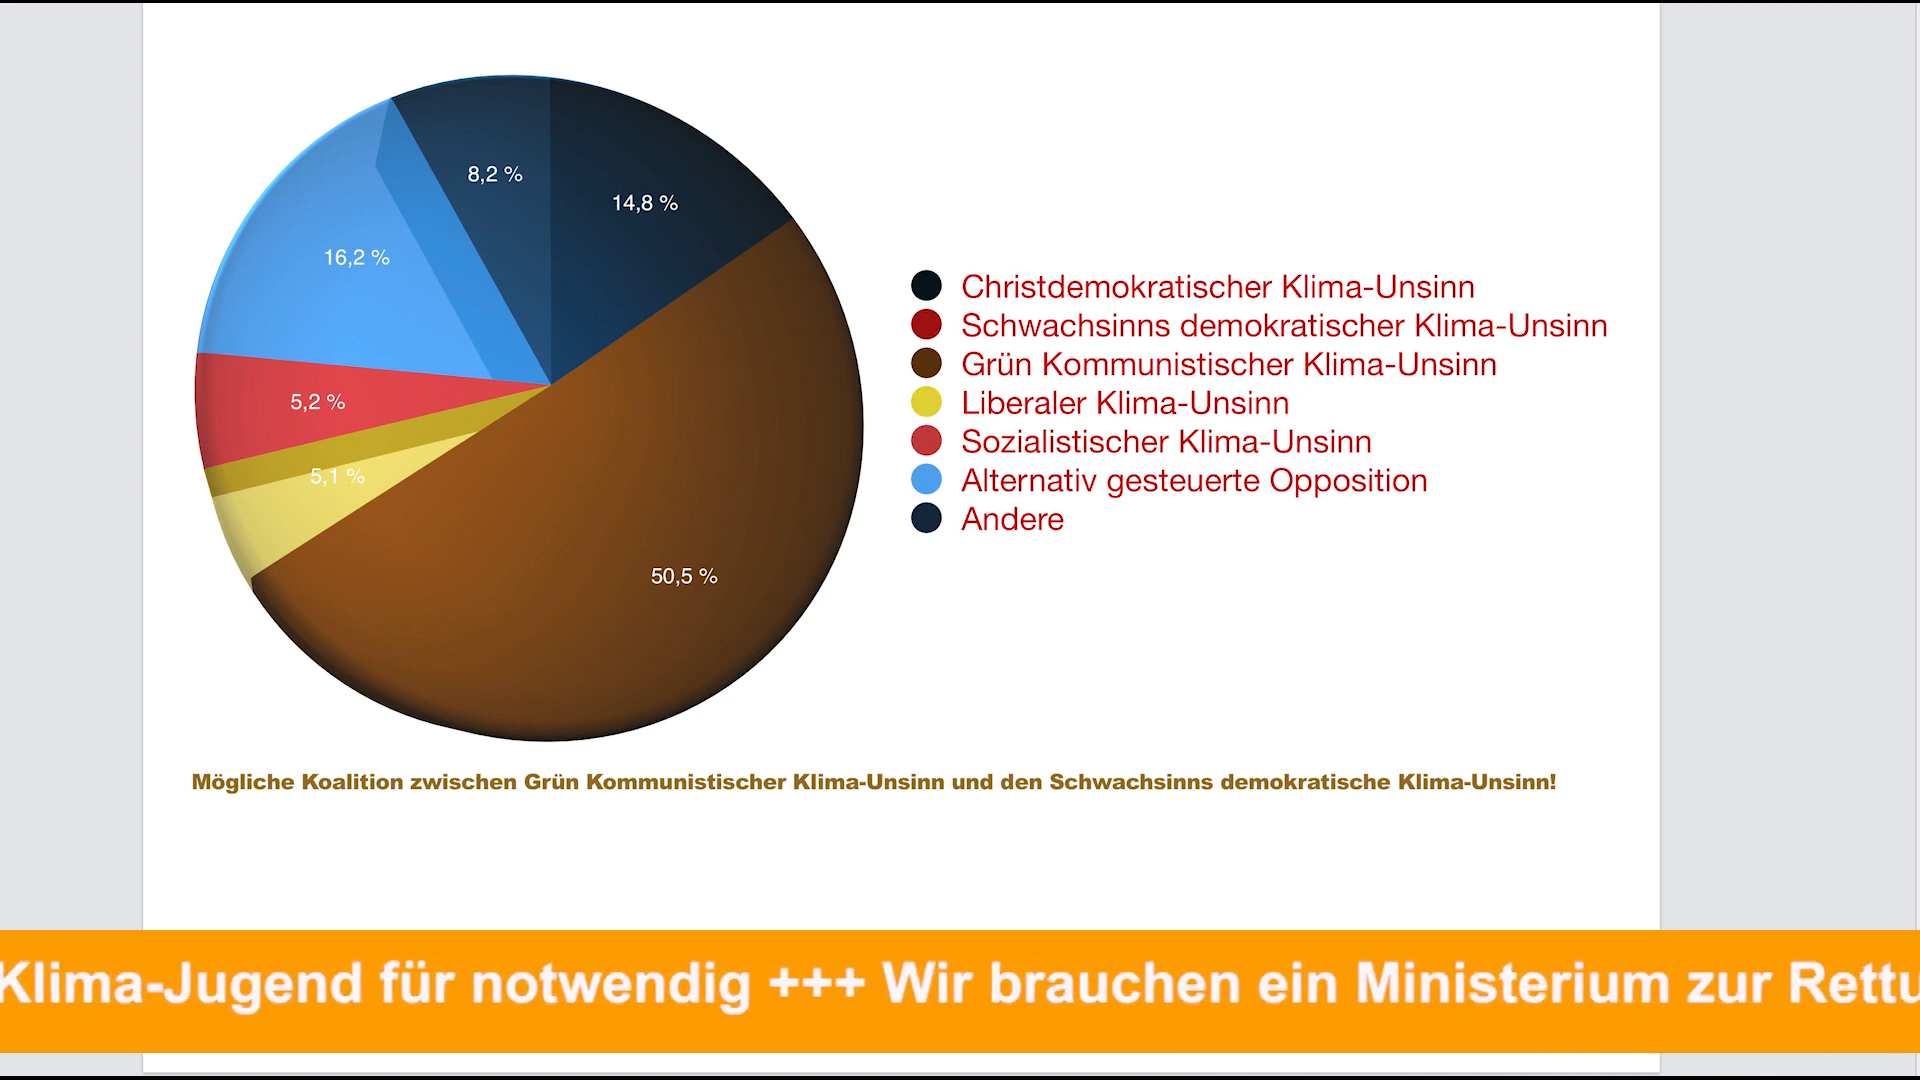 8,2 %
14,8 %
16,2 %
5,2 %
5,1 %
50,5 %
Christdemokratischer Klima-Unsinn
Schwachsinns demokratischer Klima-Unsinn
Grün Kommunistischer Klima-Unsinn
Liberaler Klima-Unsinn
Sozialistischer Klima-Unsinn
Alternativ gesteuerte Opposition
Andere
Mögliche Koalition zwischen Grün Kommunistischer Klima-Unsinn und den Schwachsinns demokratische Klima-Unsinn!
Klima-Jugend für notwendig +++ Wir brauchen ein Ministerium zur Rettu